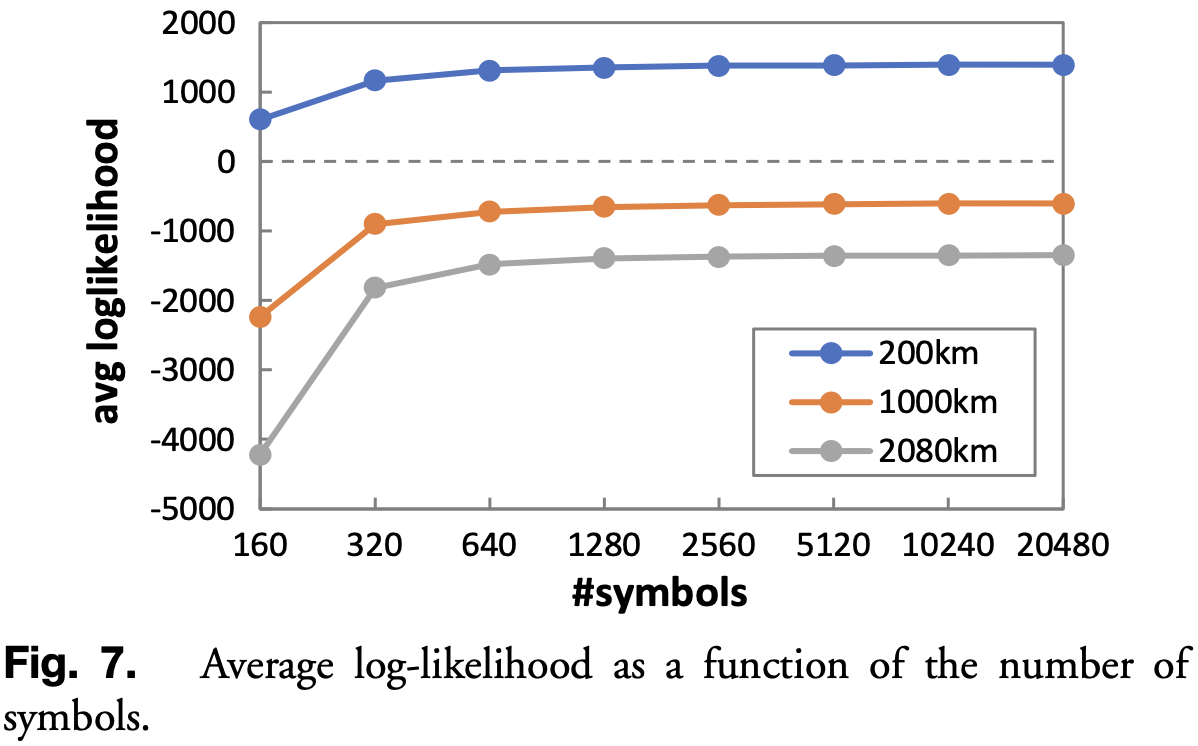 2000
1000
0
-1000
-2000
-3000
-4000
-5000
avg loglikelihood
200km
1000km
2080km
160 320 640 1280 2560 5120 10240 20480
#symbols
Fig. 7. Average log-likelihood as a function of the number of
symbols.